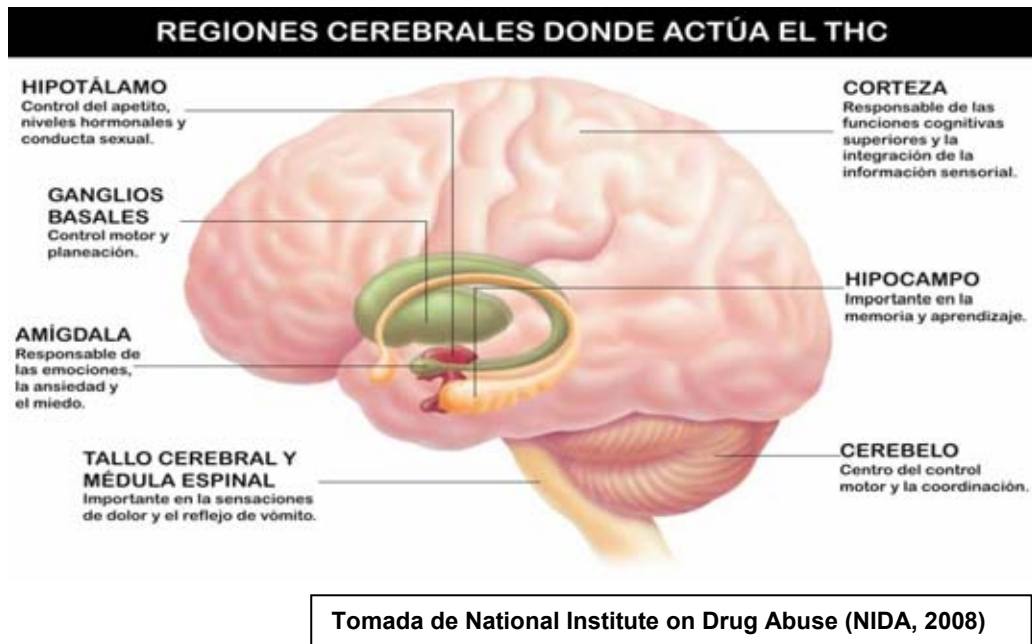 REGIONES CEREBRALES DONDE ACTÚA EL THC
HIPOTÁLAMO
Control del apetito,
niveles hormonales y
conducta sexual.
GANGLIOS
BASALES
Control motor y
planeación.
AMÍGDALA
Responsable de
las emociones,
la ansiedad y
el miedo.
TALLO CEREBRAL Y
MÉDULA ESPINAL
Importante en la sensaciones
de dolor y el reflejo de vómito.
CORTEZA
Responsable de las
funciones cognitivas
superiores y la
integración de la
información sensorial.
HIPOCAMPO
Importante en la
memoria y aprendizaje.
CEREBELO
Centro del control
motor y la coordinación.
Tomada de National Institute on Drug Abuse (NIDA, 2008)